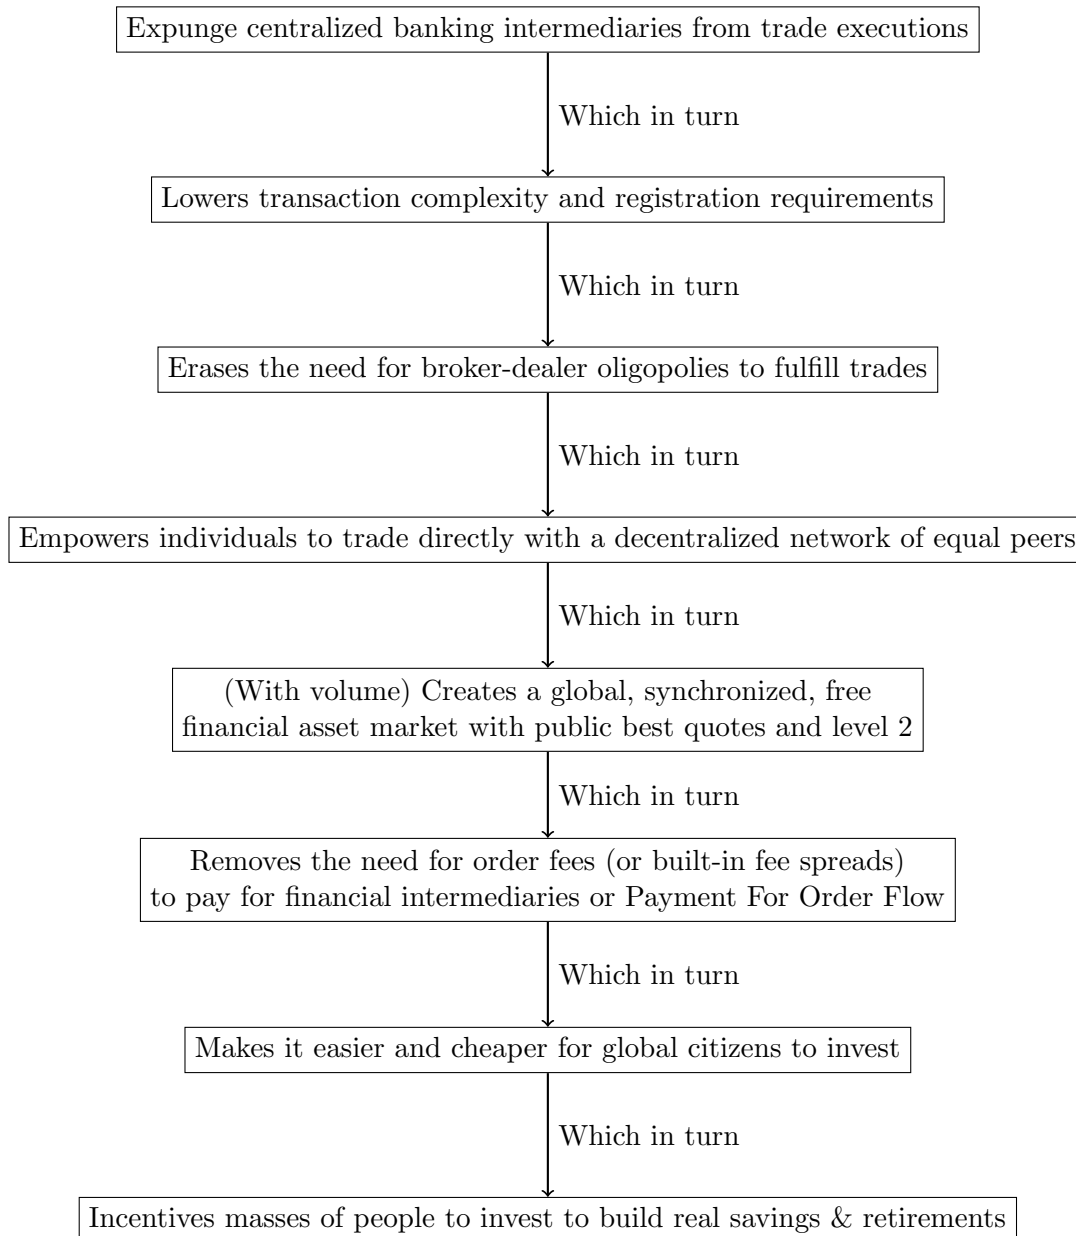 Expunge centralized banking intermediaries from trade executions
Which in turn
Lowers transaction complexity and registration requirements
Which in turn
Erases the need for broker-dealer oligopolies to fulfill trades
Which in turn
Empowers individuals to trade directly with a decentralized network of equal peers
Which in turn
(With volume) Creates a global, synchronized, free
financial asset market with public best quotes and level 2
Which in turn
Removes the need for order fees (or built-in fee spreads)
to pay for financial intermediaries or Payment For Order Flow
Which in turn
Makes it easier and cheaper for global citizens to invest
Which in turn
Incentives masses of people to invest to build real savings & retirements